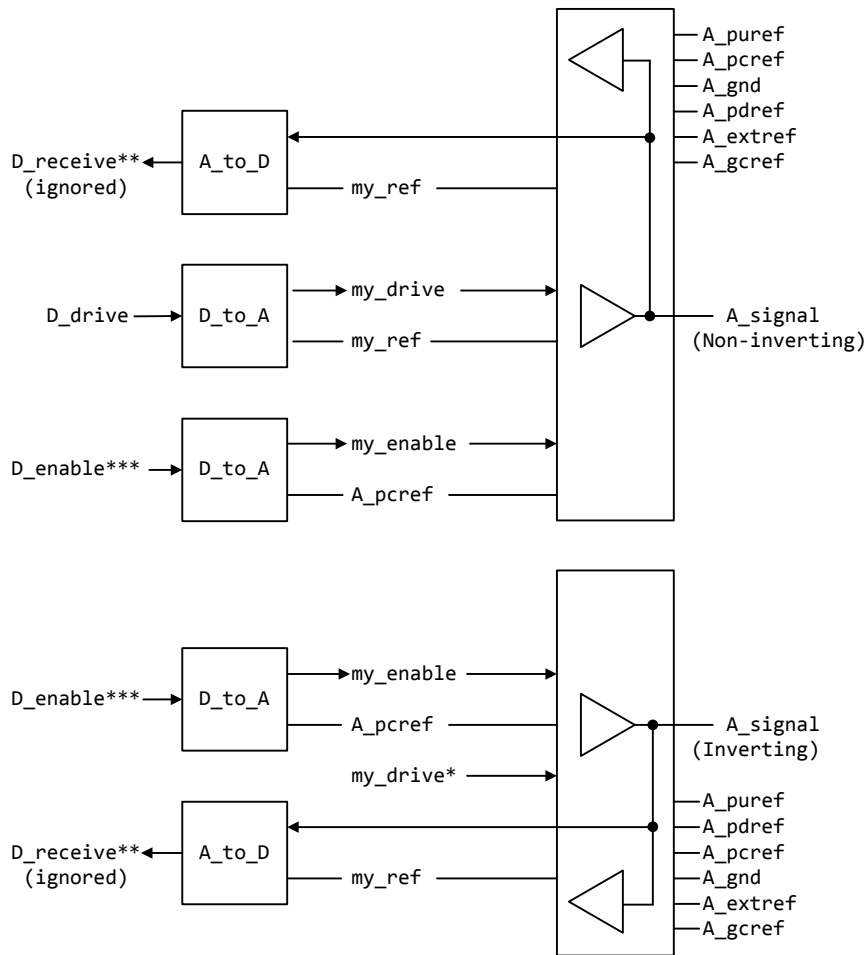 A_puref
A_pcref
A_gnd
A_pdref
A_extref
A_gcref
D_receive**
(ignored)
A_to_D
my_ref
D_drive
D_to_A
my_drive
my_ref
A_signal
(Non-inverting)
D_enable***
D_to_A
my_enable
A_pcref
D_enable***
D_to_A
my_enable
A_pcref
my_drive*
A_signal
(Inverting)
D_receive**
(ignored)
A_to_D
my_ref
A_puref
A_pdref
A_pcref
A_gnd
A_extref
A_gcref